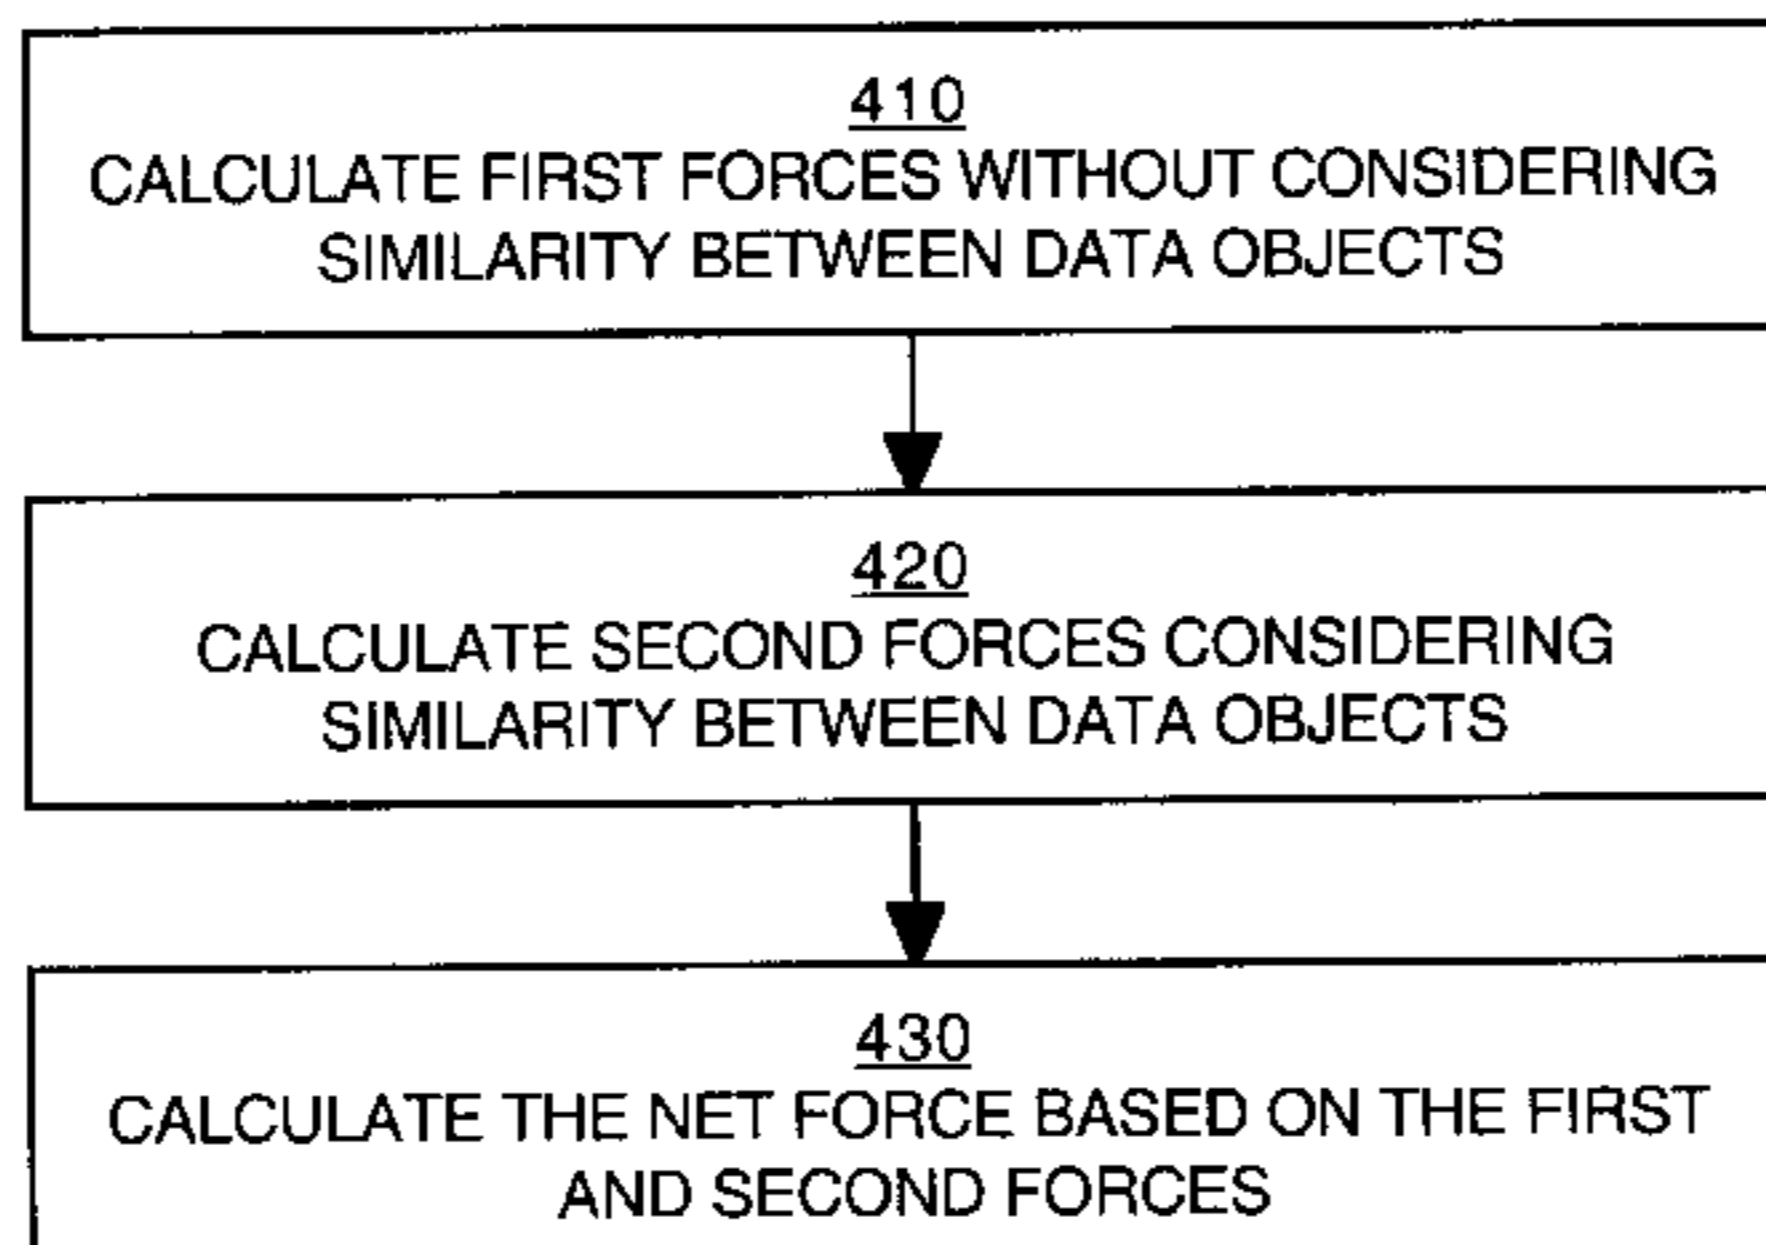 410
CALCULATE FIRST FORCES WITHOUT CONSIDERING
SIMILARITY BETWEEN DATA OBJECTS
420
CALCULATE SECOND FORCES CONSIDERING
SIMILARITY BETWEEN DATA OBJECTS
430
CALCULATE THE NET FORCE BASED ON THE FIRST
AND SECOND FORCES